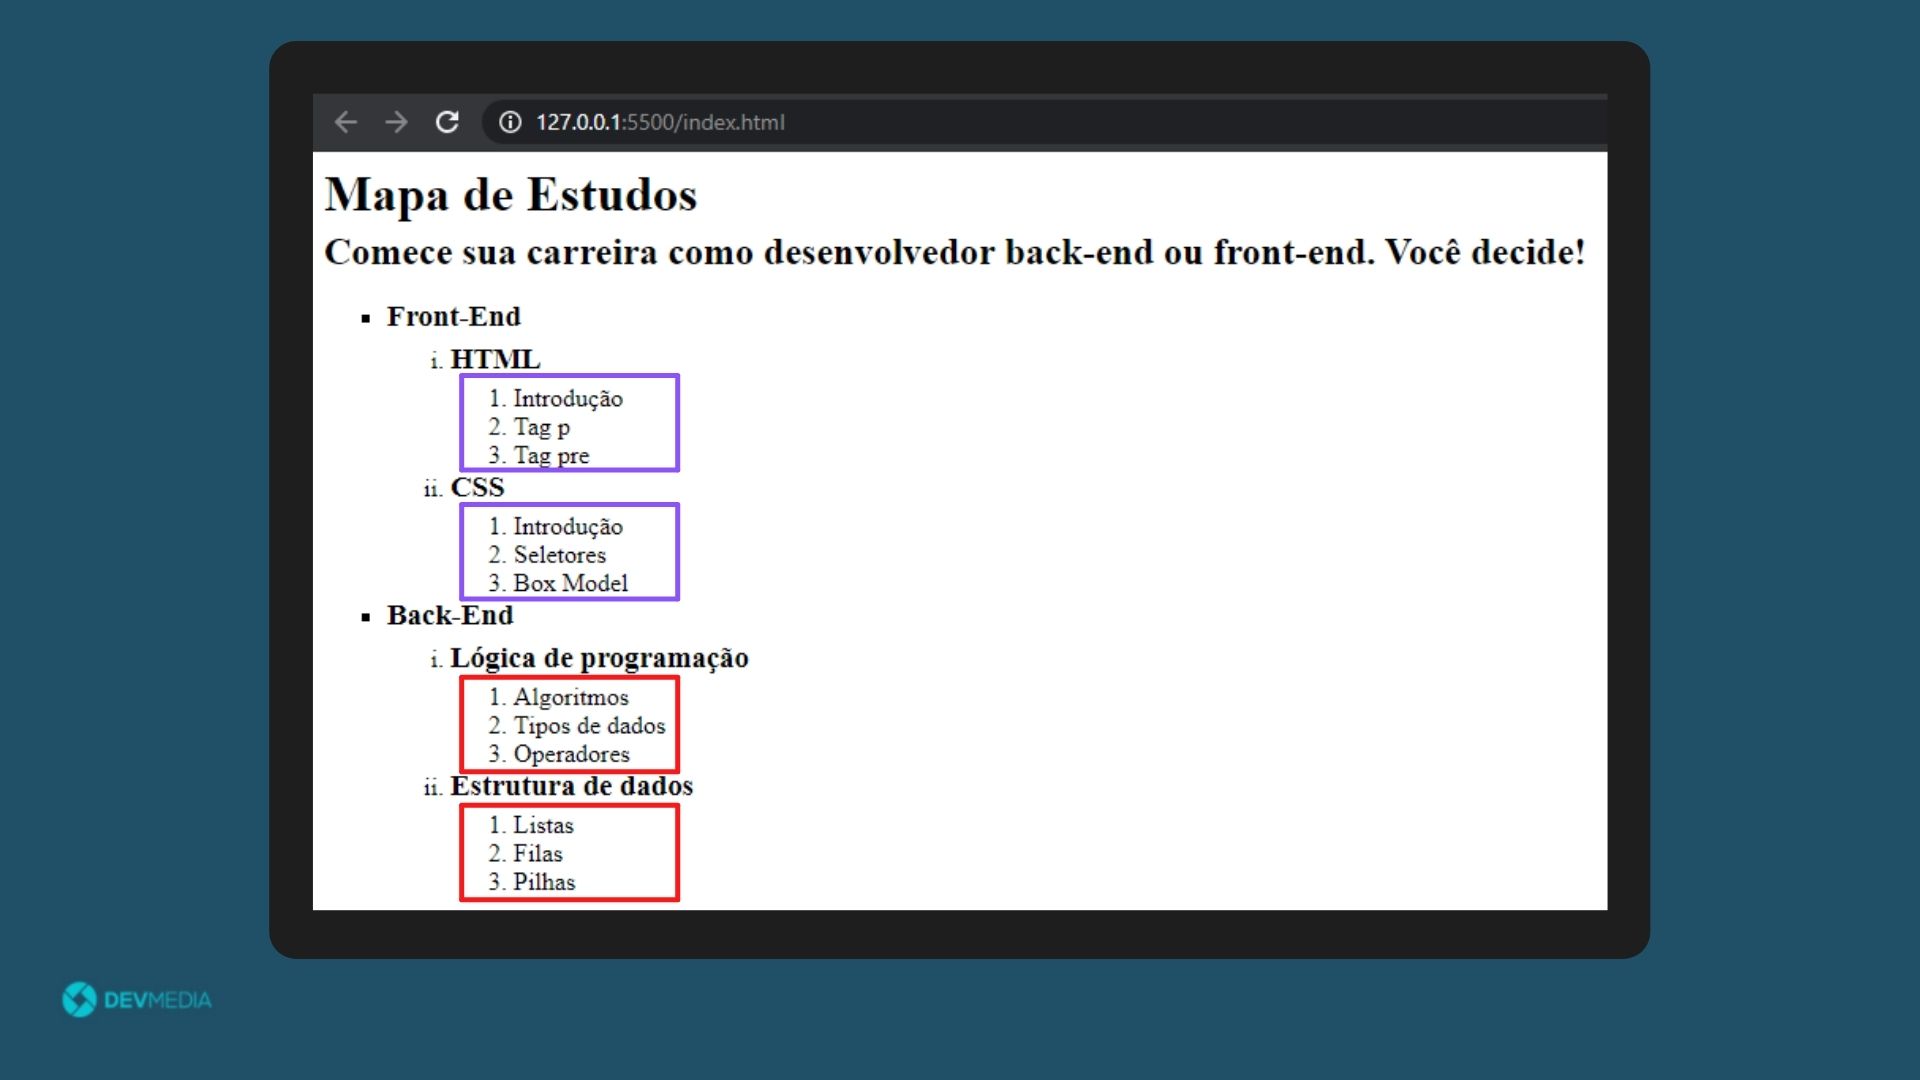 127.0.0.1:5500/index.html
Mapa de Estudos
Comece sua carreira como desenvolvedor back-end ou front-end. Você decide!
▪ Front-End
i. HTML
1. Introdução
2. Tag p
3. Tag pre
ii. CSS
1. Introdução
2. Seletores
3. Box Model
▪ Back-End
i. Lógica de programação
1. Algoritmos
2. Tipos de dados
3. Operadores
ii. Estrutura de dados
1. Listas
2. Filas
3. Pilhas
DEVMEDIA